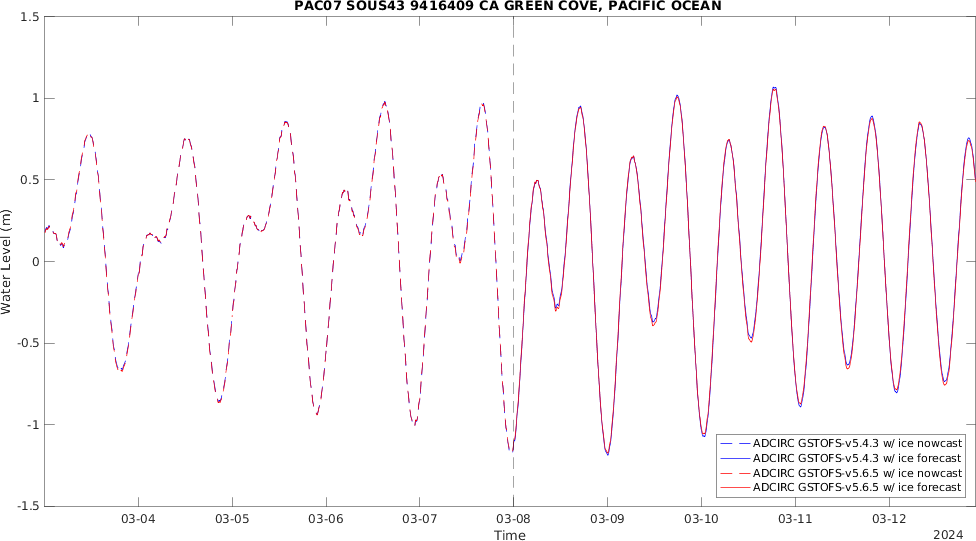 PAC07 SOUS43 9416409 CA GREEN COVE, PACIFIC OCEAN
1.5
1
0.5
0
-0.5
-1
-1.5
Water Level (m)
03-04 03-05 03-06 03-07 03-08 03-09 03-10 03-11 03-12
Time
2024
ADCIRC GSTOFS-v5.4.3 w/ ice nowcast
ADCIRC GSTOFS-v5.4.3 w/ ice forecast
ADCIRC GSTOFS-v5.6.5 w/ ice nowcast
ADCIRC GSTOFS-v5.6.5 w/ ice forecast